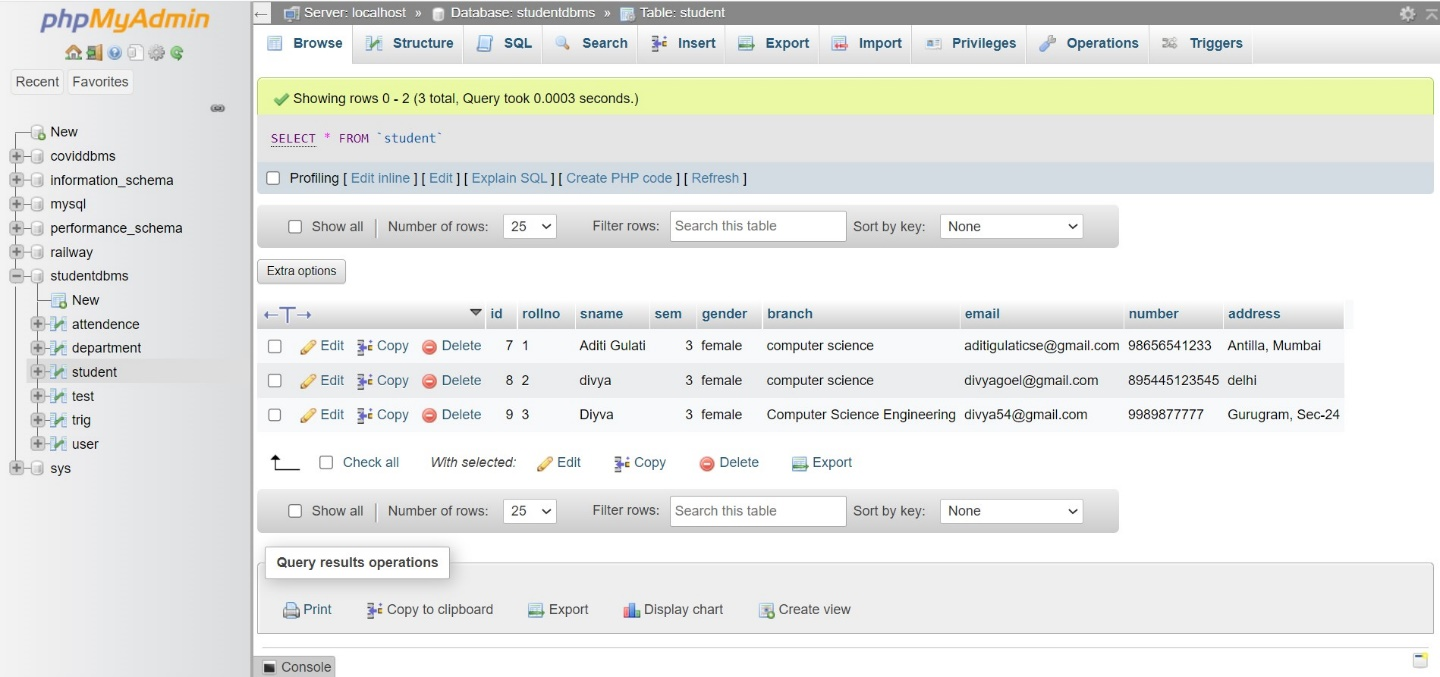 phpMyAdmin
Recent Favorites
New
coviddbms
information_schema
mysql
performance_schema
railway
studentdbms
New
attendence
department
student
test
trig
user
sys
Server: localhost » Database: studentdbms » Table: student
Browse Structure SQL Search Insert Export Import Privileges Operations Triggers
Showing rows 0 - 2 (3 total, Query took 0.0003 seconds.)
SELECT * FROM `student`
Profiling [ Edit inline ] [ Edit ] [ Explain SQL ] [ Create PHP code ] [ Refresh ]
Show all Number of rows: 25 Filter rows: Search this table Sort by key: None
Extra options
id rollno sname sem gender branch email number address
Edit Copy Delete 7 1 Aditi Gulati 3 female computer science aditigulaticse@gmail.com 98656541233 Antilla, Mumbai
Edit Copy Delete 8 2 divya 3 female computer science divyagoel@gmail.com 895445123545 delhi
Edit Copy Delete 9 3 Diyva 3 female Computer Science Engineering divya54@gmail.com 9989877777 Gurugram, Sec-24
Check all With selected: Edit Copy Delete Export
Show all Number of rows: 25 Filter rows: Search this table Sort by key: None
Query results operations
Print Copy to clipboard Export Display chart Create view
Console